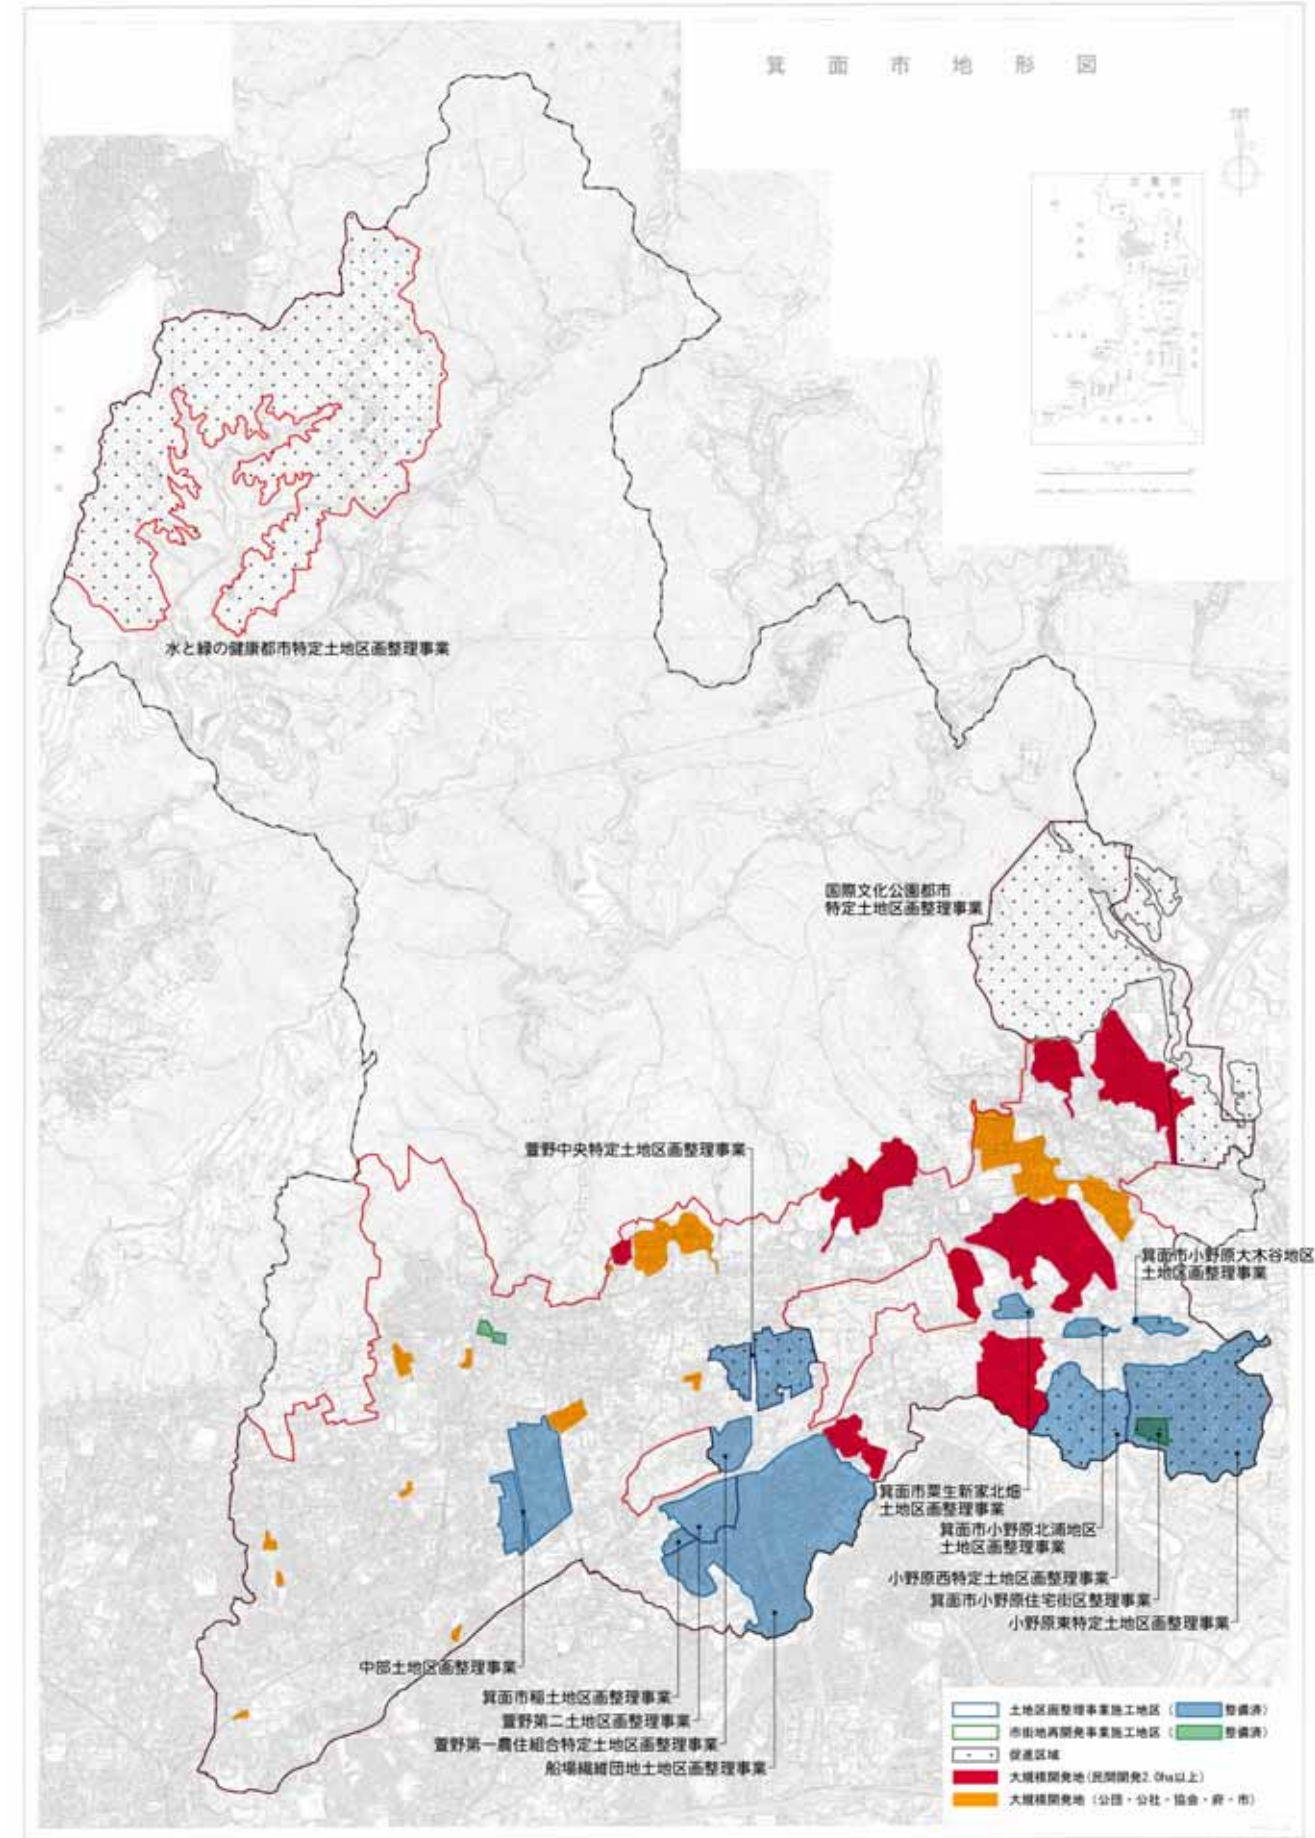 箕面市地形図
水と緑の健康都市特定土地区画整理事業
国際文化公園都市
特定土地区画整理事業
萱野中央特定土地区画整理事業
箕面市小野原大木谷地区
土地区画整理事業
箕面市粟生新家北畑
土地区画整理事業
箕面市小野原北浦地区
土地区画整理事業
小野原西特定土地区画整理事業
箕面市小野原住宅街区整理事業
小野原東特定土地区画整理事業
中部土地区画整理事業
箕面市稲土地区画整理事業
萱野第二土地区画整理事業
萱野第一農住組合特定土地区画整理事業
船場繊維団地土地区画整理事業
土地区画整理事業施工地区（ 整備済）
市街地再開発事業施工地区（ 整備済）
促進区域
大規模開発地(民間開発2.0ha以上)
大規模開発地（公団・公社・協会・府・市）